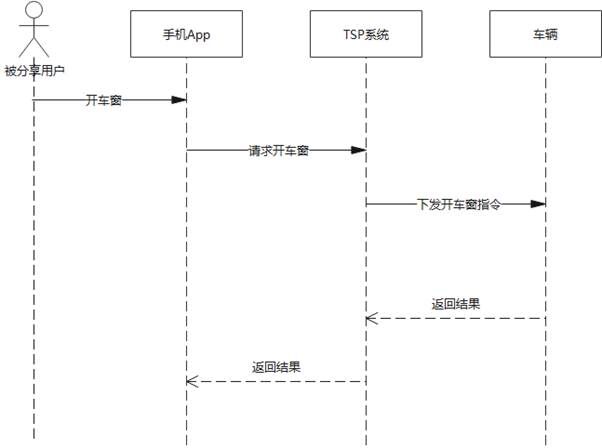 手机App
TSP系统
车辆
被分享用户
开车窗
请求开车窗
下发开车窗指令
返回结果
返回结果